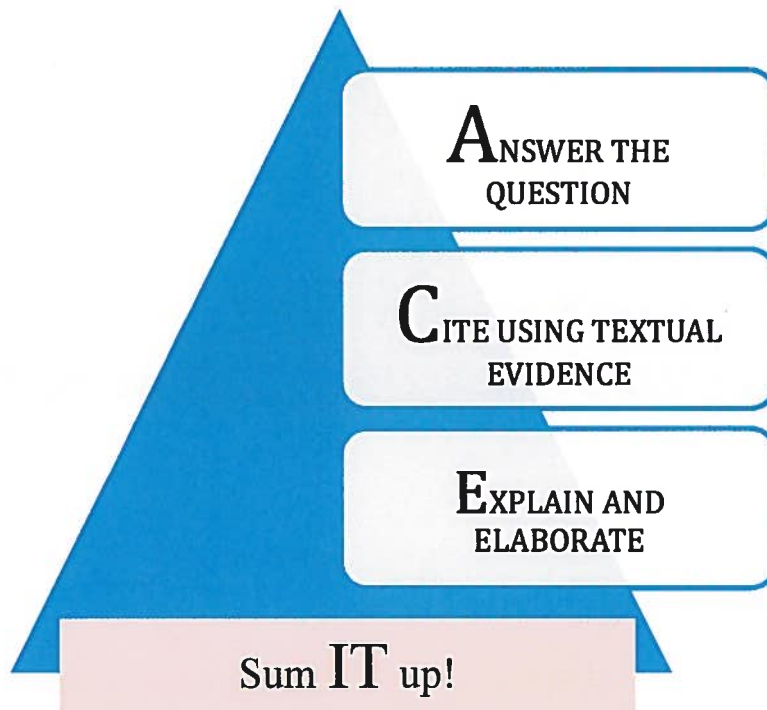 ANSWER THE
QUESTION
CITE USING TEXTUAL
EVIDENCE
EXPLAIN AND
ELABORATE
Sum IT up!